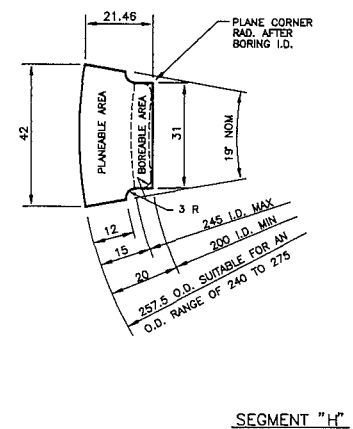 21.46
PLANE CORNER
RAD. AFTER
BORING I.D.
42
PLANEABLE AREA
BOREABLE AREA
31
19° NOM
3 R
12
15
20
245 I.D. MAX
200 I.D. MIN
257.5 O.D. SUITABLE FOR AN
O.D. RANGE OF 240 TO 275
SEGMENT "H"